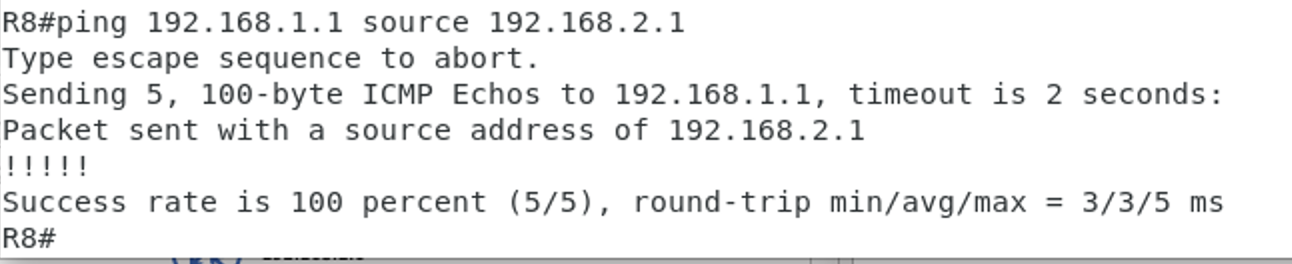 R8#ping 192.168.1.1 source 192.168.2.1
Type escape sequence to abort.
Sending 5, 100-byte ICMP Echos to 192.168.1.1, timeout is 2 seconds:
Packet sent with a source address of 192.168.2.1
!!!!!
Success rate is 100 percent (5/5), round-trip min/avg/max = 3/3/5 ms
R8#